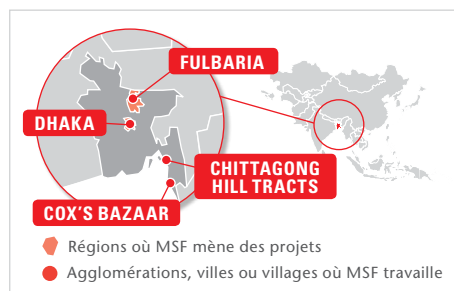 FULBARIA
DHAKA
CHITTAGONG
HILL TRACTS
COX'S BAZAAR
Régions où MSF mène des projets
Agglomérations, villes ou villages où MSF travaille